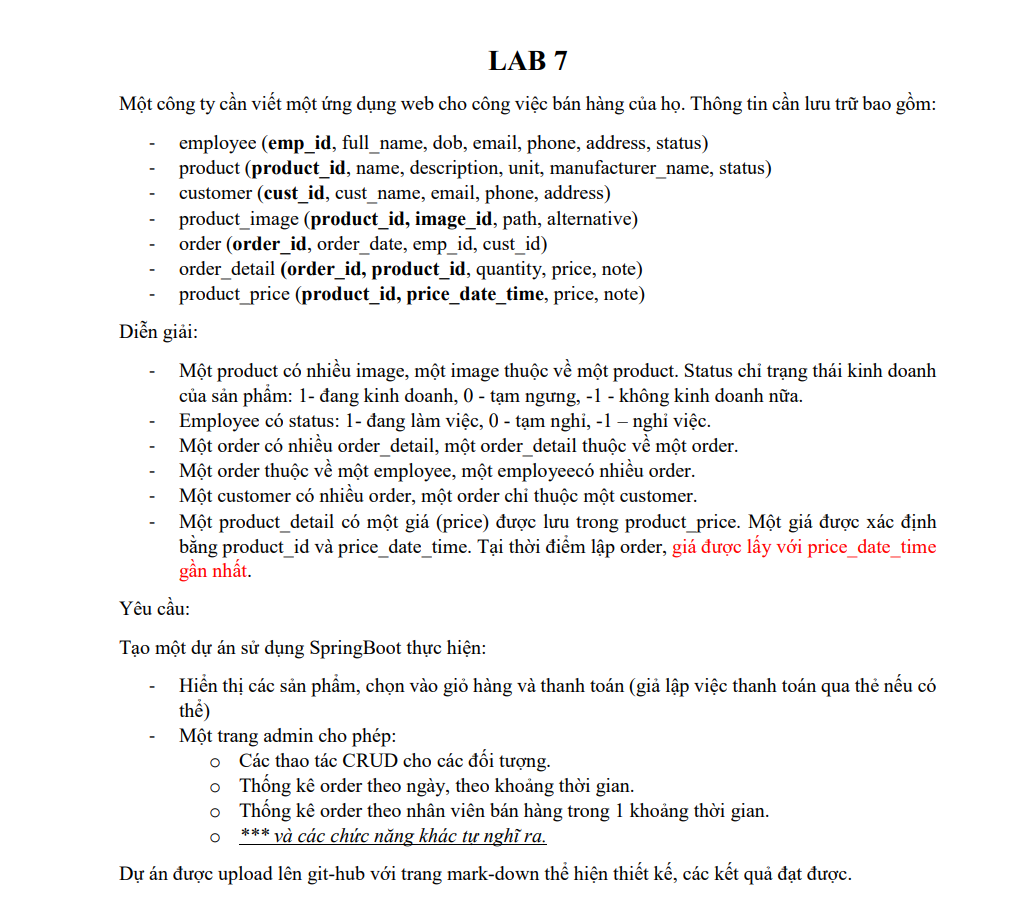 LAB 7
Một công ty cần viết một ứng dụng web cho công việc bán hàng của họ. Thông tin cần lưu trữ bao gồm:
- employee (emp_id, full_name, dob, email, phone, address, status)
- product (product_id, name, description, unit, manufacturer_name, status)
- customer (cust_id, cust_name, email, phone, address)
- product_image (product_id, image_id, path, alternative)
- order (order_id, order_date, emp_id, cust_id)
- order_detail (order_id, product_id, quantity, price, note)
- product_price (product_id, price_date_time, price, note)
Diễn giải:
- Một product có nhiều image, một image thuộc về một product. Status chỉ trạng thái kinh doanh
của sản phẩm: 1- đang kinh doanh, 0 - tạm ngưng, -1 - không kinh doanh nữa.
- Employee có status: 1- đang làm việc, 0 - tạm nghỉ, -1 – nghỉ việc.
- Một order có nhiều order_detail, một order_detail thuộc về một order.
- Một order thuộc về một employee, một employeecó nhiều order.
- Một customer có nhiều order, một order chỉ thuộc một customer.
- Một product_detail có một giá (price) được lưu trong product_price. Một giá được xác định
bằng product_id và price_date_time. Tại thời điểm lập order, giá được lấy với price_date_time
gần nhất.
Yêu cầu:
Tạo một dự án sử dụng SpringBoot thực hiện:
- Hiển thị các sản phẩm, chọn vào giỏ hàng và thanh toán (giả lập việc thanh toán qua thẻ nếu có
thể)
- Một trang admin cho phép:
o Các thao tác CRUD cho các đối tượng.
o Thống kê order theo ngày, theo khoảng thời gian.
o Thống kê order theo nhân viên bán hàng trong 1 khoảng thời gian.
o *** và các chức năng khác tự nghĩ ra.
Dự án được upload lên git-hub với trang mark-down thể hiện thiết kế, các kết quả đạt được.